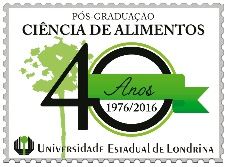 PÓS GRADUAÇÃO
CIÊNCIA DE ALIMENTOS
40 Anos
1976/2016
Universidade Estadual de Londrina